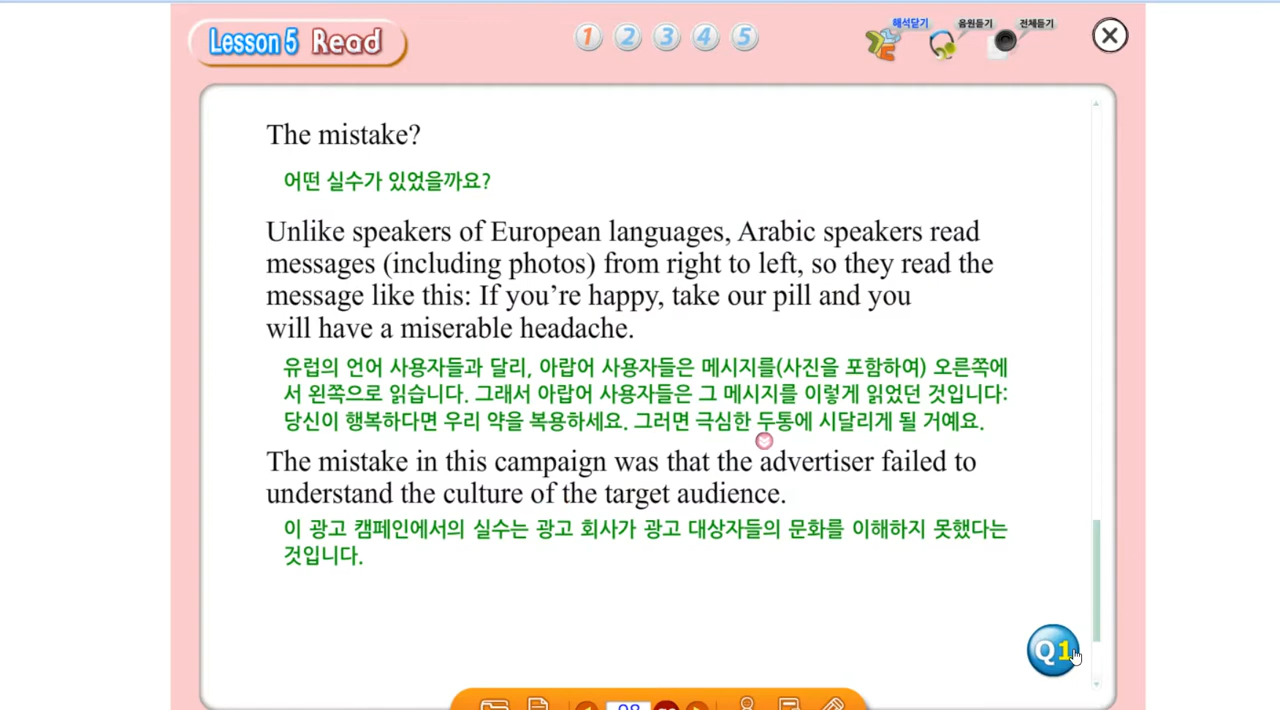 Lesson 5 Read
1 2 3 4 5
해석닫기 음원듣기 전체듣기
The mistake?
어떤 실수가 있었을까요?
Unlike speakers of European languages, Arabic speakers read
messages (including photos) from right to left, so they read the
message like this: If you’re happy, take our pill and you
will have a miserable headache.
유럽의 언어 사용자들과 달리, 아랍어 사용자들은 메시지를(사진을 포함하여) 오른쪽에
서 왼쪽으로 읽습니다. 그래서 아랍어 사용자들은 그 메시지를 이렇게 읽었던 것입니다:
당신이 행복하다면 우리 약을 복용하세요. 그러면 극심한 두통에 시달리게 될 거예요.
The mistake in this campaign was that the advertiser failed to
understand the culture of the target audience.
이 광고 캠페인에서의 실수는 광고 회사가 광고 대상자들의 문화를 이해하지 못했다는
것입니다.
Q1